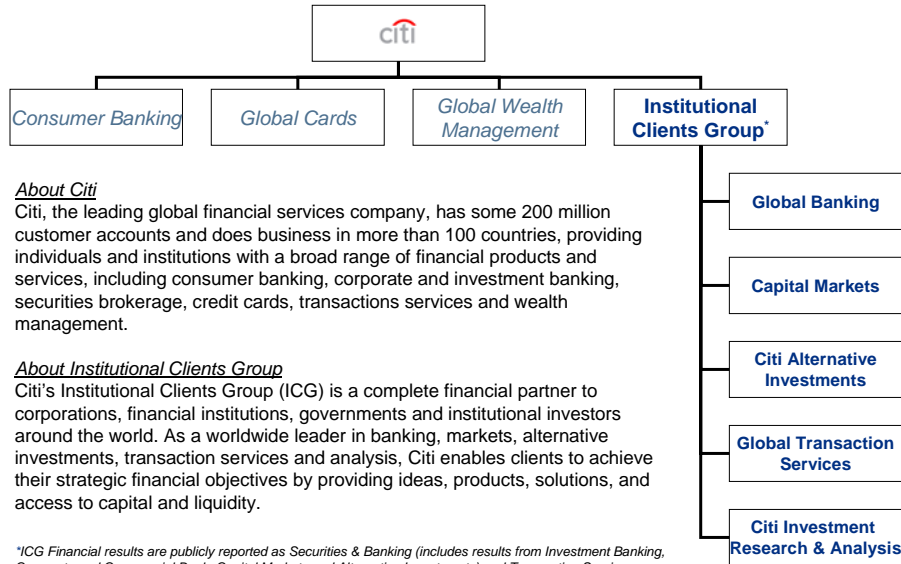 citi
Consumer Banking
Global Cards
Global Wealth
Management
Institutional
Clients Group*
About Citi
Citi, the leading global financial services company, has some 200 million
customer accounts and does business in more than 100 countries, providing
individuals and institutions with a broad range of financial products and
services, including consumer banking, corporate and investment banking,
securities brokerage, credit cards, transactions services and wealth
management.
About Institutional Clients Group
Citi's Institutional Clients Group (ICG) is a complete financial partner to
corporations, financial institutions, governments and institutional investors
around the world. As a worldwide leader in banking, markets, alternative
investments, transaction services and analysis, Citi enables clients to achieve
their strategic financial objectives by providing ideas, products, solutions, and
access to capital and liquidity.
*ICG Financial results are publicly reported as Securities & Banking (includes results from Investment Banking,
Global Banking
Capital Markets
Citi Alternative
Investments
Global Transaction
Services
Citi Investment
Research & Analysis